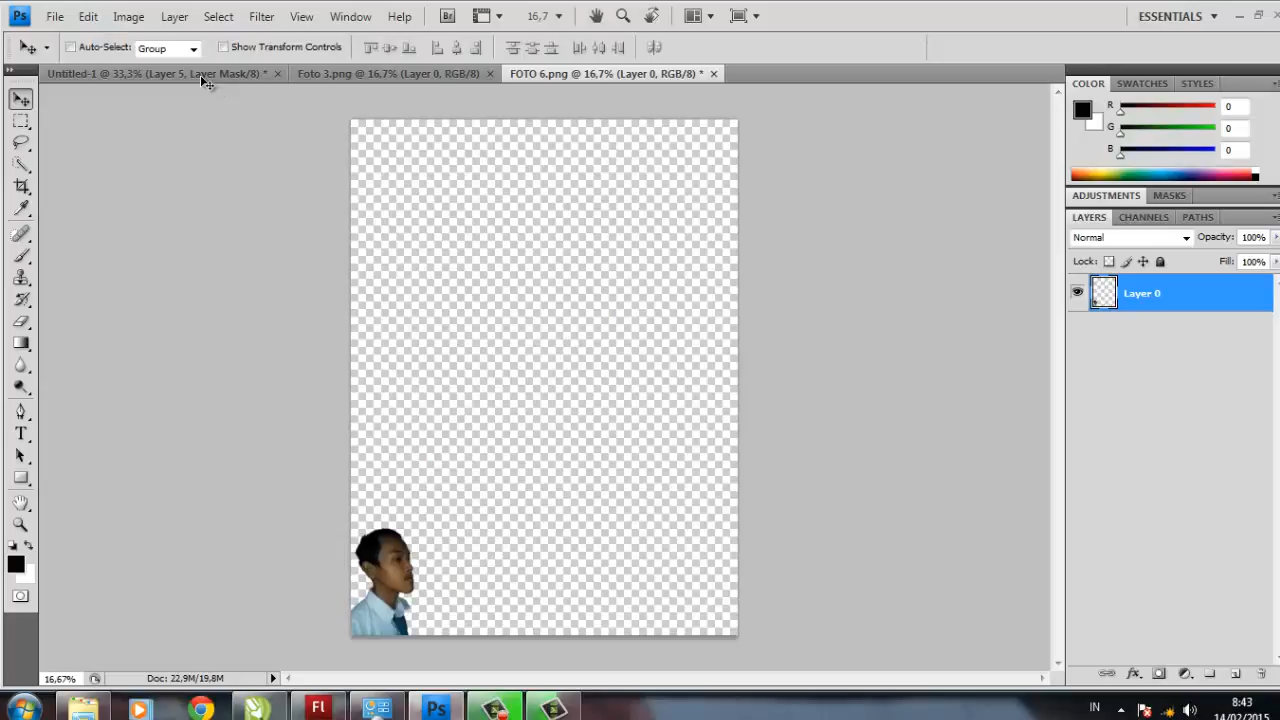 Ps File Edit Image Layer Select Filter View Window Help Br 16,7 ESSENTIALS
Auto-Select: Group Show Transform Controls
Untitled-1 @ 33,3% (Layer 5, Layer Mask/8) * × Foto 3.png @ 16.7% (Layer 0, RGB/8) × FOTO 6.png @ 16,7% (Layer 0, RGB/8) * ×
COLOR SWATCHES STYLES
R 0
G 0
B 0
ADJUSTMENTS MASKS
LAYERS CHANNELS PATHS
Normal Opacity: 100%
Lock: Fill: 100%
Layer 0
T
16,67% Doc: 22,9M/19,8M
fx
Fl Ps IN 8:43
14/02/2015